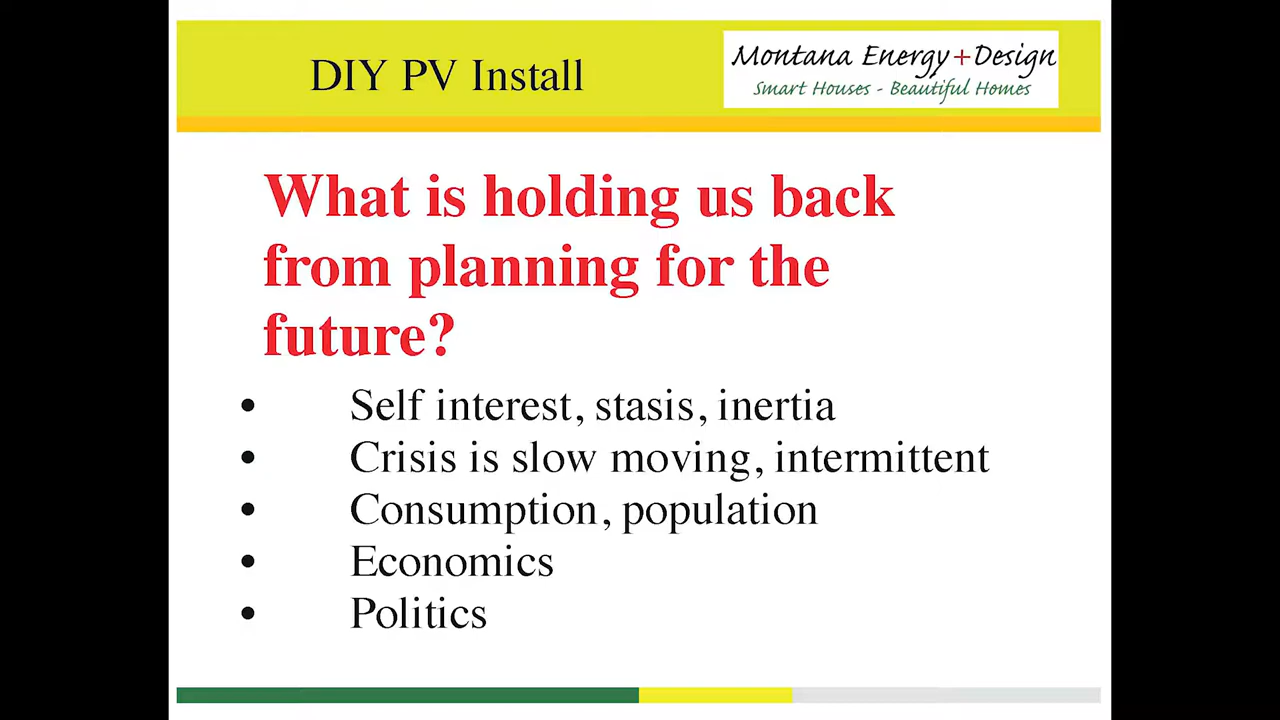 DIY PV Install
Montana Energy+Design
Smart Houses - Beautiful Homes
What is holding us back
from planning for the
future?
• Self interest, stasis, inertia
• Crisis is slow moving, intermittent
• Consumption, population
• Economics
• Politics